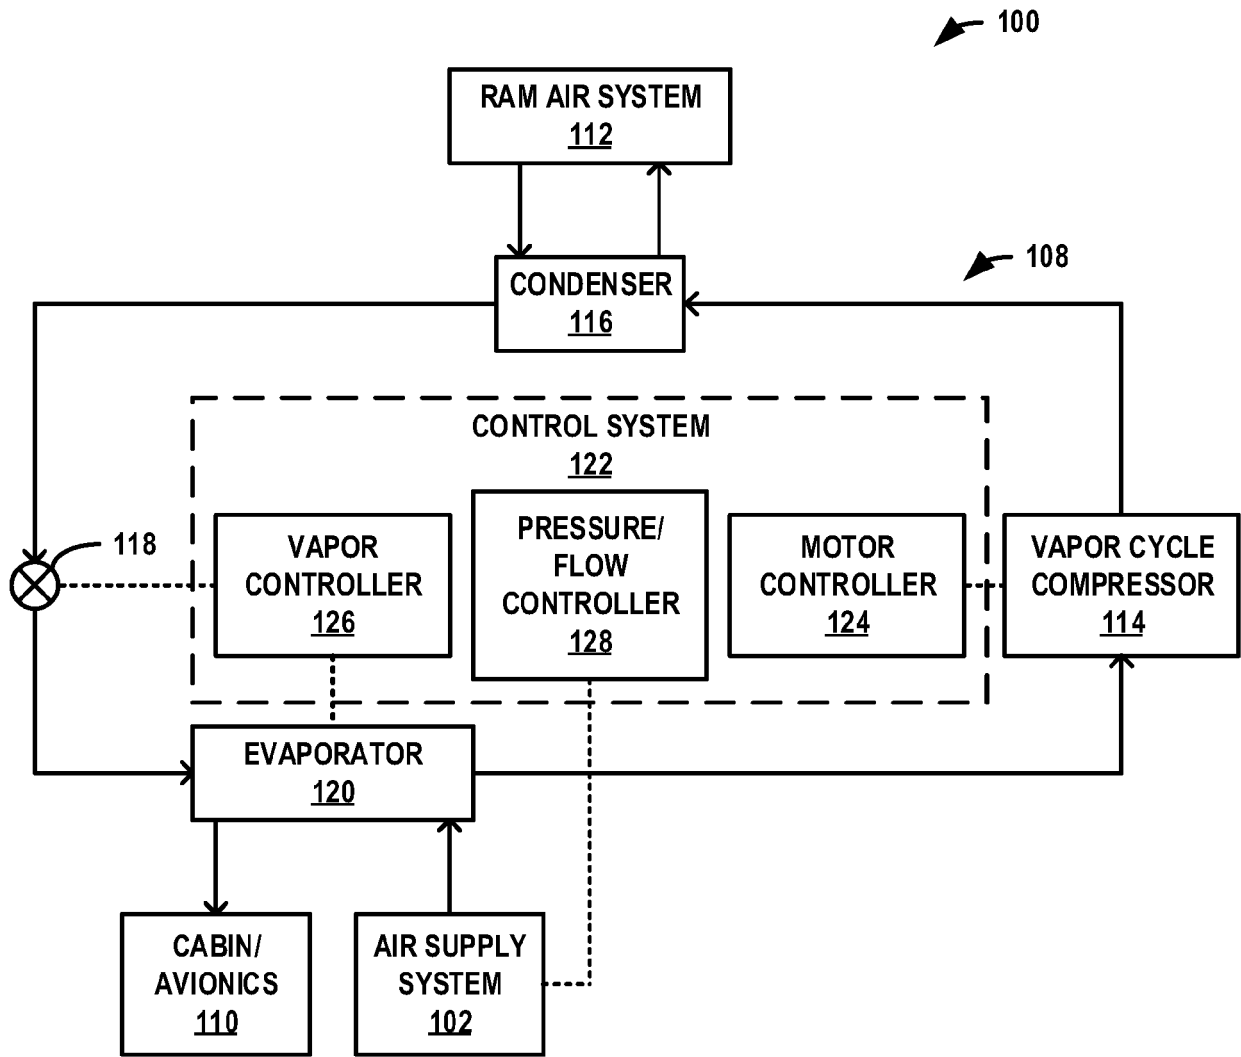 100
RAM AIR SYSTEM
112
108
CONDENSER
116
CONTROL SYSTEM
122
118
VAPOR
CONTROLLER
126
PRESSURE/
FLOW
CONTROLLER
128
MOTOR
CONTROLLER
124
VAPOR CYCLE
COMPRESSOR
114
EVAPORATOR
120
CABIN/
AVIONICS
110
AIR SUPPLY
SYSTEM
102